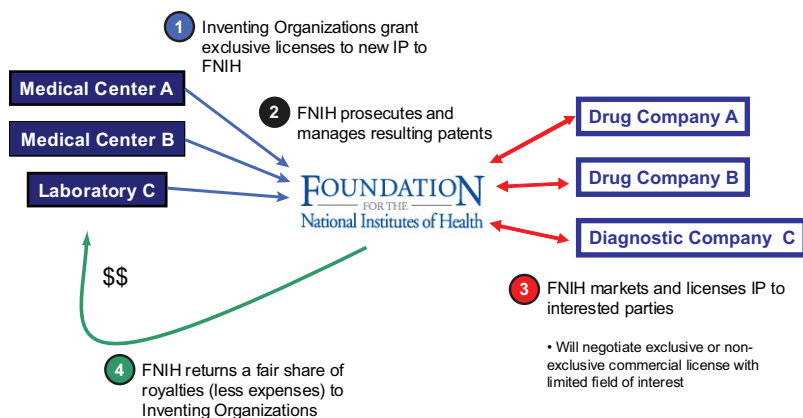 1
Inventing Organizations grant
exclusive licenses to new IP to
FNIH
Medical Center A
Medical Center B
Laboratory C
2
FNIH prosecutes and
manages resulting patents
FOUNDATION
FOR THE
National Institutes of Health
Drug Company A
Drug Company B
Diagnostic Company C
3
FNIH markets and licenses IP to
interested parties
• Will negotiate exclusive or non-
exclusive commercial license with
limited field of interest
$$
4
FNIH returns a fair share of
royalties (less expenses) to
Inventing Organizations